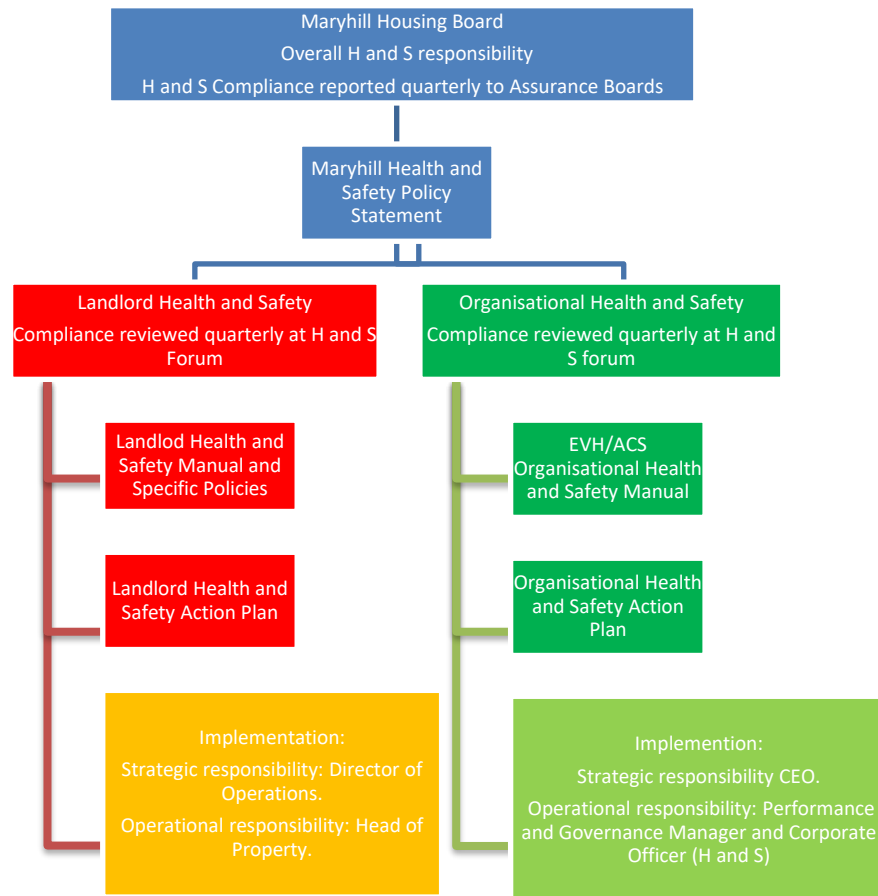 Maryhill Housing Board
Overall H and S responsibility
H and S Compliance reported quarterly to Assurance Boards
Maryhill Health and
Safety Policy
Statement
Landlord Health and Safety
Compliance reviewed quarterly at H and S
Forum
Organisational Health and Safety
Compliance reviewed quarterly at H and
S forum
Landlod Health and
Safety Manual and
Specific Policies
EVH/ACS
Organisational Health
and Safety Manual
Landlord Health and
Safety Action Plan
Organisational Health
and Safety Action
Plan
Implementation:
Strategic responsibility: Director of
Operations.
Operational responsibility: Head of
Property.
Implemention:
Strategic responsibility CEO.
Operational responsibility: Performance
and Governance Manager and Corporate
Officer (H and S)